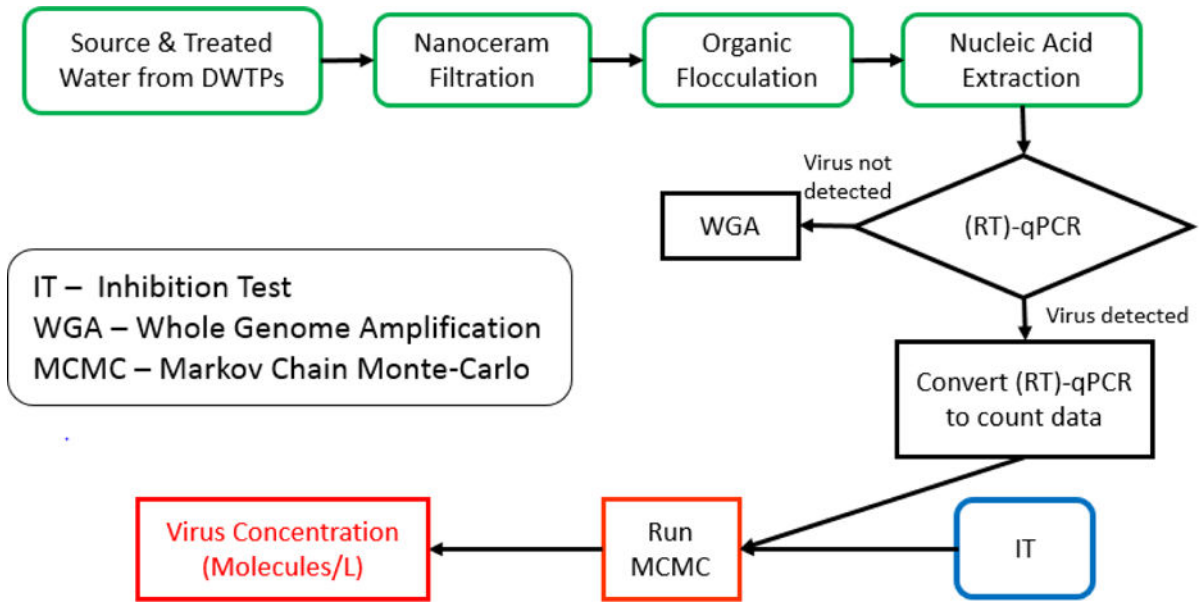 Source & Treated
Water from DWTPs
Nanoceram
Filtration
Organic
Flocculation
Nucleic Acid
Extraction
Virus not
detected
WGA
(RT)-qPCR
IT – Inhibition Test
WGA – Whole Genome Amplification
MCMC – Markov Chain Monte-Carlo
Virus detected
Convert (RT)-qPCR
to count data
Virus Concentration
(Molecules/L)
Run
MCMC
IT